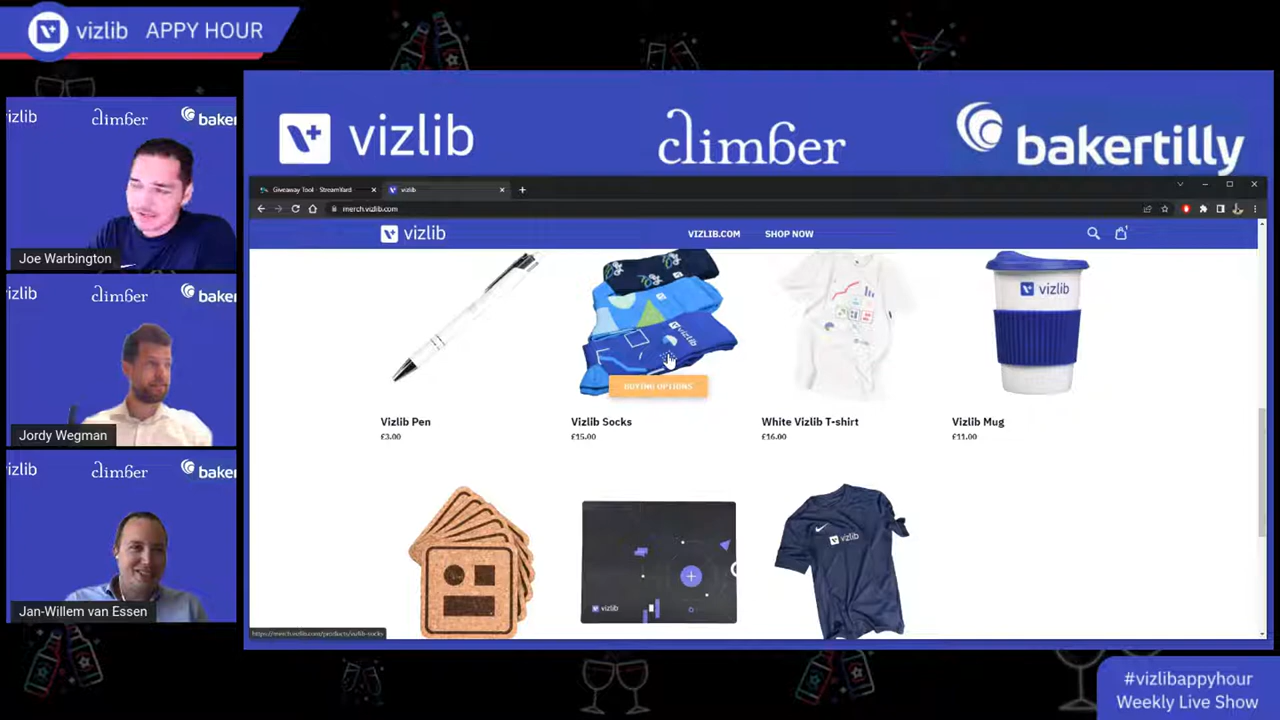 vizlib APPY HOUR
izlib climber baker
Joe Warbington
izlib climber baker
Jordy Wegman
izlib climber baker
Jan-Willem van Essen
vizlib climber bakertilly
Giveaway Tool - StreamYard
vizlib
merch.vizlib.com
vizlib VIZLIB.COM SHOP NOW
vizlib
vizlib
BUYING OPTIONS
Vizlib Pen
£3.00
Vizlib Socks
£15.00
White Vizlib T-shirt
£16.00
Vizlib Mug
£11.00
vizlib
vizlib
https://merch.vizlib.com/products/vizlib-socks
#vizlibappyhour
Weekly Live Show